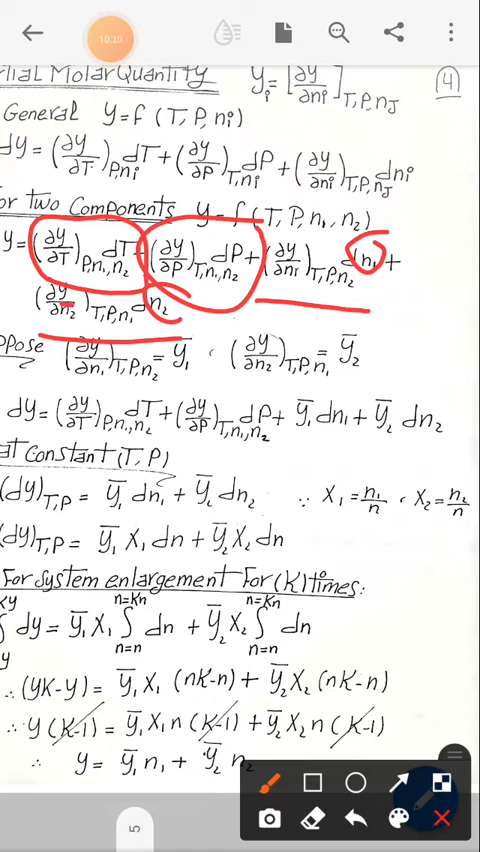 10:20
rtial Molar Quantity Yᵢ = [∂y/∂nᵢ]T,P,nJ (4)
General y = f (T, P, nᵢ)
dy = (∂y/∂T)P,nᵢ dT + (∂y/∂P)T,nᵢ dP + (∂y/∂nᵢ)T,P,nJ dnᵢ
For Two Components y = f (T, P, n₁, n₂)
y = (∂y/∂T)P,n₁,n₂ dT + (∂y/∂P)T,n₁,n₂ dP + (∂y/∂n₁)T,P,n₂ dn₁ +
(∂y/∂n₂)T,P,n₁ dn₂
ppose (∂y/∂n₁)T,P,n₂ = ȳ₁ , (∂y/∂n₂)T,P,n₁ = ȳ₂
dy = (∂y/∂T)P,n₁,n₂ dT + (∂y/∂P)T,n₁,n₂ dP + ȳ₁ dn₁ + ȳ₂ dn₂
at Constant (T, P)
(dy)T,P = ȳ₁ dn₁ + ȳ₂ dn₂ ∵ X₁ = n₁/n , X₂ = n₂/n
(dy)T,P = ȳ₁ X₁ dn + ȳ₂ X₂ dn
For System enlargement For (K) times:
Ky n=Kn n=Kn
∫ dy = ȳ₁ X₁ ∫ dn + ȳ₂ X₂ ∫ dn
y n=n n=n
∴ (yK-y) = ȳ₁ X₁ (nK-n) + ȳ₂ X₂ (nK-n)
∴ y (K-1) = ȳ₁ X₁ n (K-1) + ȳ₂ X₂ n (K-1)
∴ y = ȳ₁ n₁ + ȳ₂ n₂
5